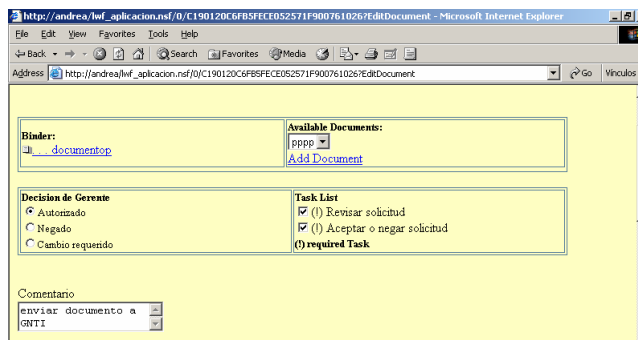 http://andrea/lwf_aplicacion.nsf/0/C190120C6FB5FECE052571F900761026?EditDocument - Microsoft Internet Explorer
File Edit View Favorites Tools Help
Back Search Favorites Media
Address http://andrea/lwf_aplicacion.nsf/0/C190120C6FB5FECE052571F900761026?EditDocument Go Vínculos
Binder:
. . . documentop
Available Documents:
pppp
Add Document
Decision de Gerente
Autorizado
Negado
Cambio requerido
Task List
(!) Revisar solicitud
(!) Aceptar o negar solicitud
(!) required Task
Comentario
enviar documento a
GNTI